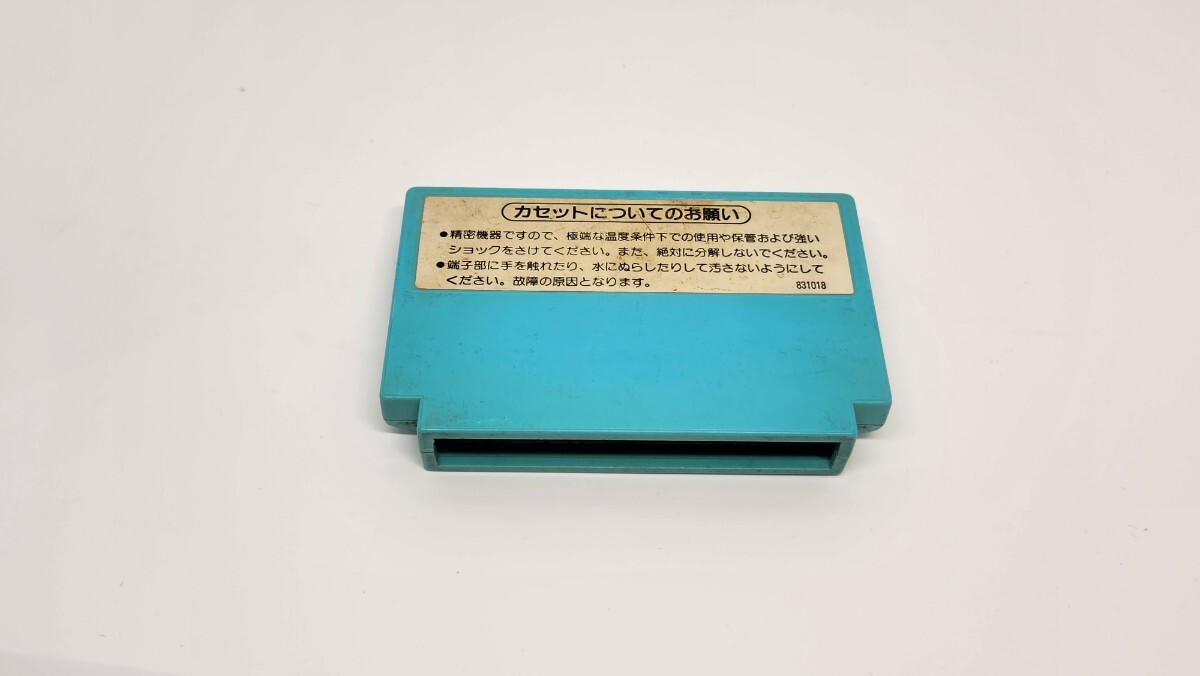 カセットについてのお願い
●精密機器ですので、極端な温度条件下での使用や保管および強い
ショックをさけてください。また、絶対に分解しないでください。
●端子部に手を触れたり、水にぬらしたりして汚さないようにして
ください。故障の原因となります。
831018